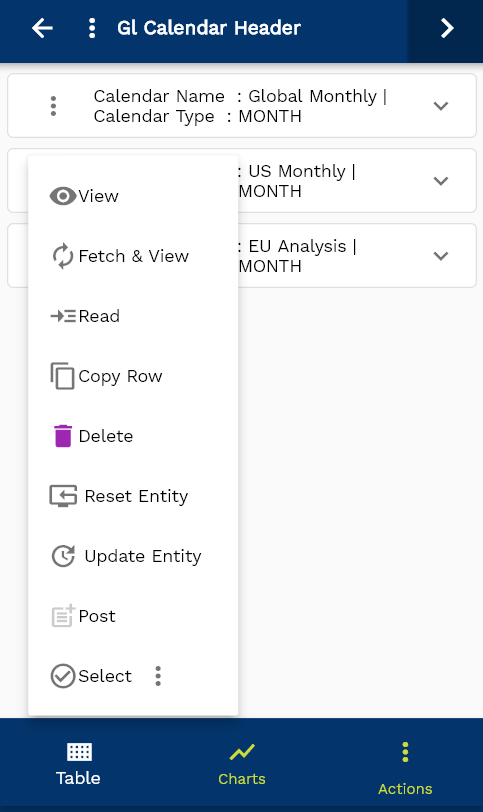 Gl Calendar Header
Calendar Name : Global Monthly |
Calendar Type : MONTH
: US Monthly |
MONTH
: EU Analysis |
MONTH
View
Fetch & View
Read
Copy Row
Delete
Reset Entity
Update Entity
Post
Select
Table
Charts
Actions